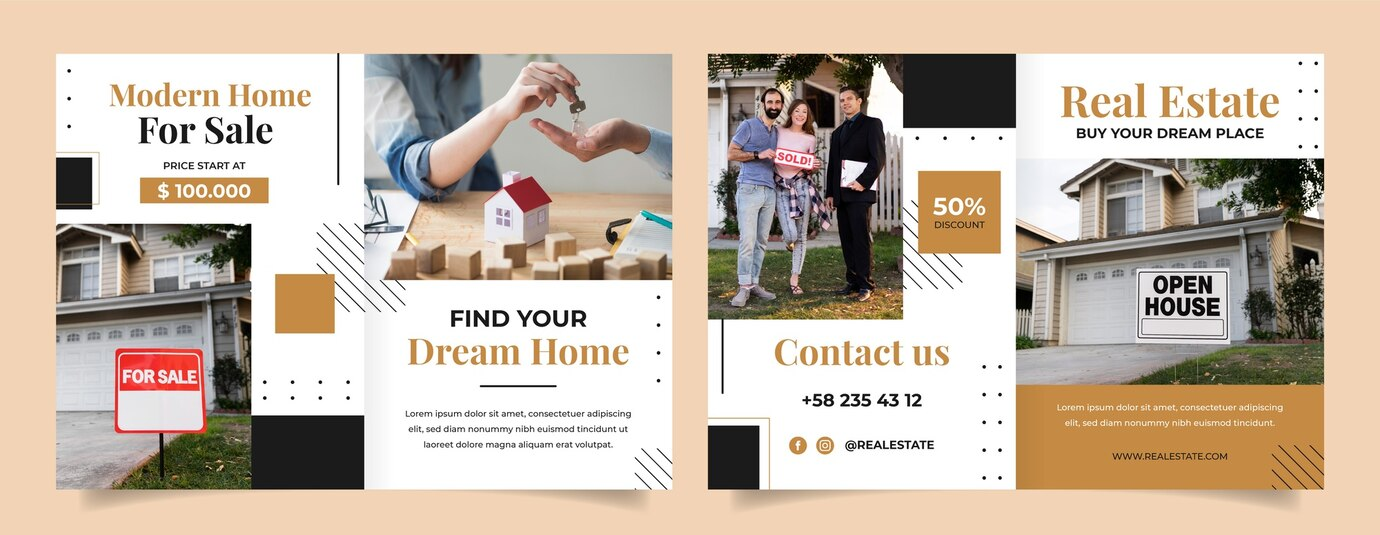 Modern Home
For Sale
PRICE START AT
$ 100.000
FOR SALE
FIND YOUR
Dream Home
Lorem ipsum dolor sit amet, consectetuer adipiscing
elit, sed diam nonummy nibh euismod tincidunt ut
laoreet dolore magna aliquam erat volutpat.
SOLD!
50%
DISCOUNT
Contact us
+58 235 43 12
@REALESTATE
Real Estate
BUY YOUR DREAM PLACE
OPEN
HOUSE
Lorem ipsum dolor sit amet, consectetuer adipiscing
elit, sed diam nonummy nibh euismod tincidunt.
WWW.REALESTATE.COM